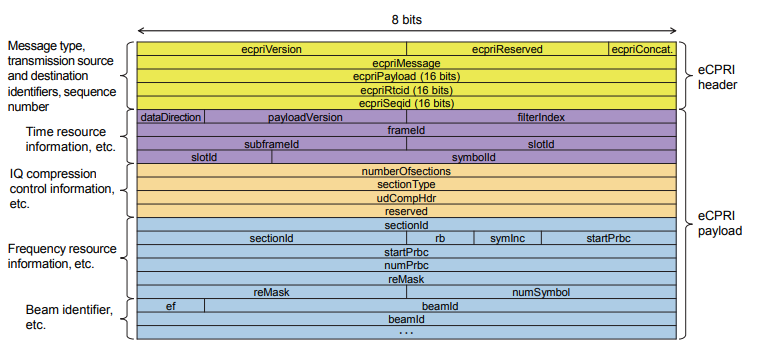 8 bits
Message type,
transmission source
and destination
identifiers, sequence
number
ecpriVersion ecpriReserved ecpriConcat.
ecpriMessage
ecpriPayload (16 bits)
ecpriRtcid (16 bits)
ecpriSeqid (16 bits)
eCPRI
header
Time resource
information, etc.
dataDirection payloadVersion filterIndex
frameId
subframeId slotId
slotId symbolId
IQ compression
control information,
etc.
numberOfsections
sectionType
udCompHdr
reserved
Frequency resource
information, etc.
sectionId
sectionId rb symInc startPrbc
startPrbc
numPrbc
reMask
reMask numSymbol
Beam identifier,
etc.
ef beamId
beamId
...
eCPRI
payload